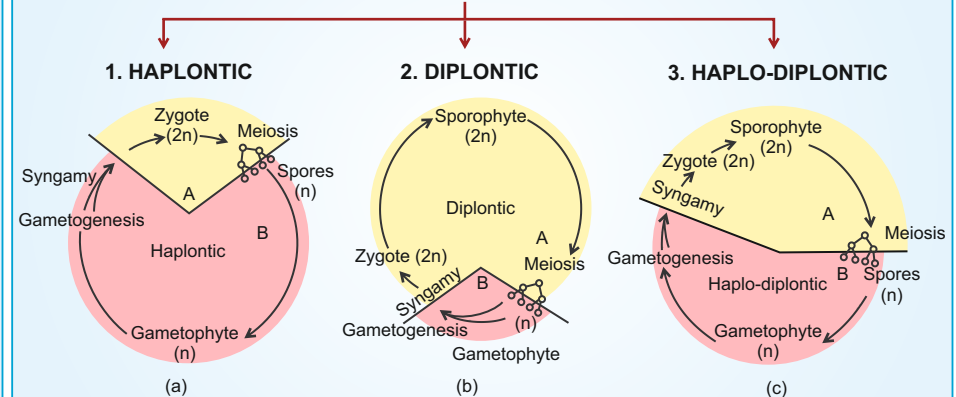 1. HAPLONTIC
Zygote
(2n)
Meiosis
Syngamy
Spores
(n)
A
Gametogenesis
B
Haplontic
Gametophyte
(n)
(a)
2. DIPLONTIC
Sporophyte
(2n)
Diplontic
A
Zygote (2n)
Meiosis
B
Syngamy
(n)
Gametogenesis
Gametophyte
(b)
3. HAPLO-DIPLONTIC
Sporophyte
(2n)
Zygote (2n)
Syngamy
A
Meiosis
Gametogenesis
B
Spores
(n)
Haplo-diplontic
Gametophyte
(n)
(c)